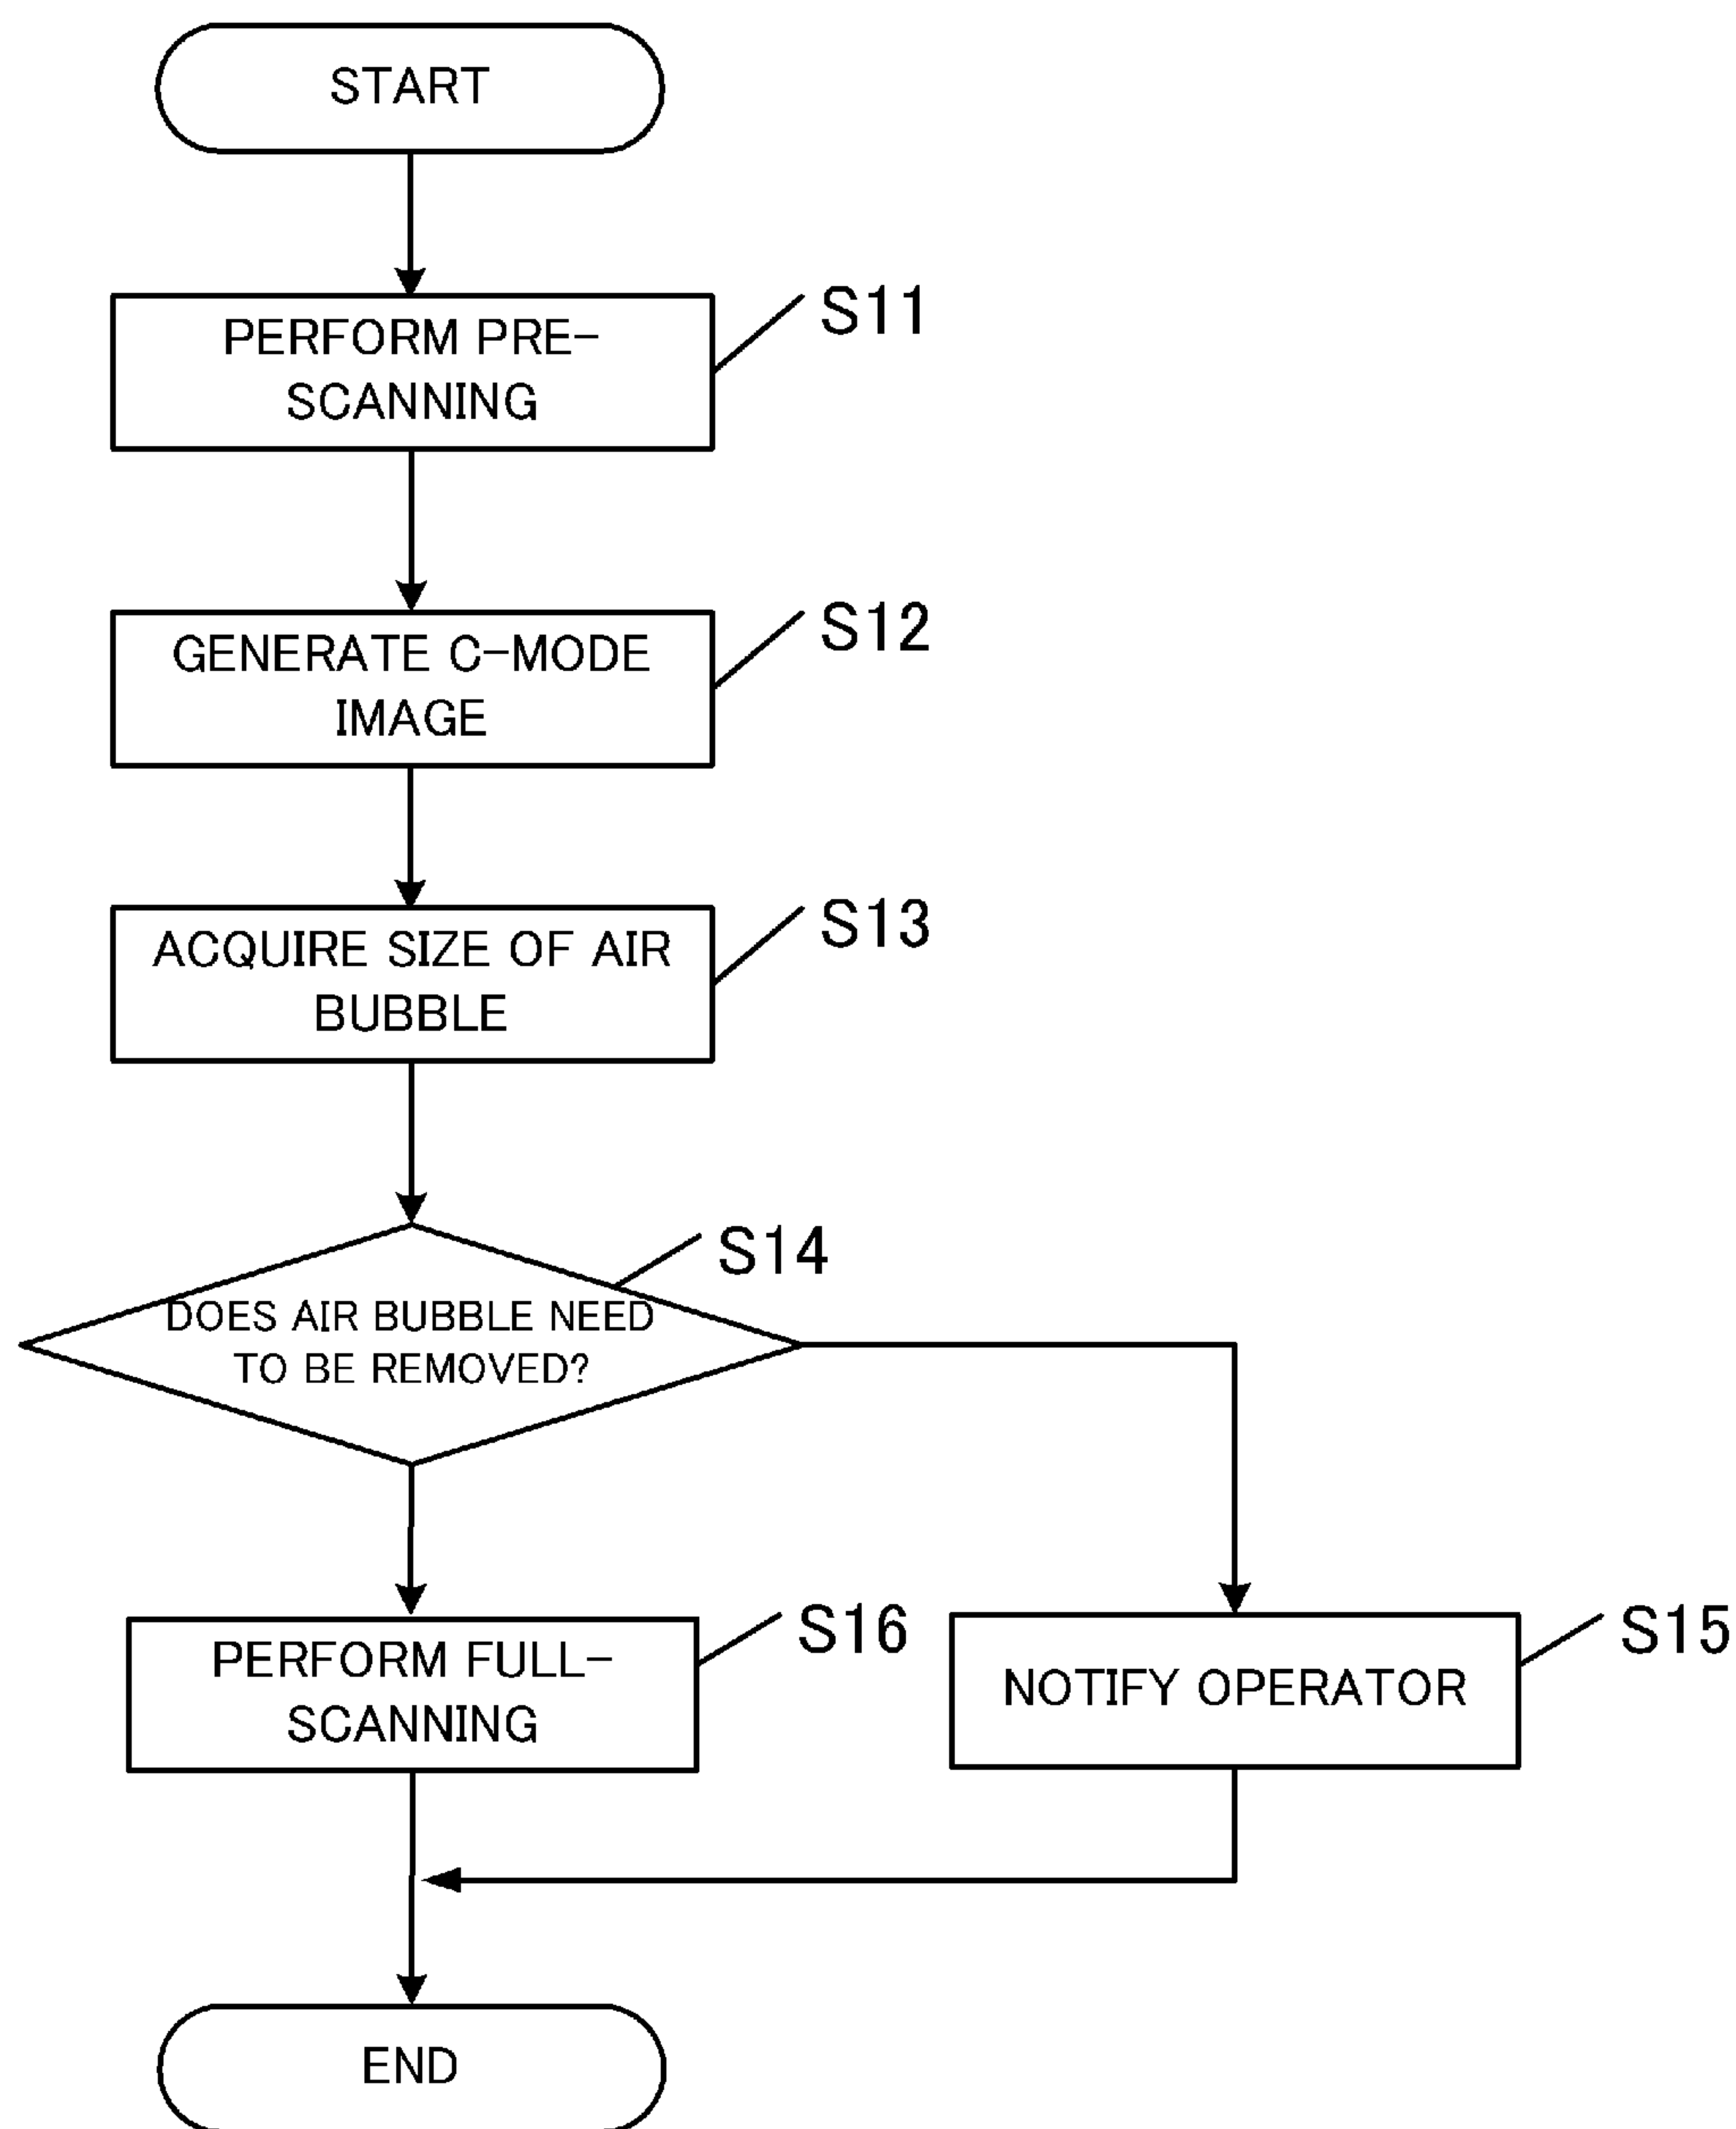 START
PERFORM PRE-
SCANNING
S11
GENERATE C-MODE
IMAGE
S12
ACQUIRE SIZE OF AIR
BUBBLE
S13
DOES AIR BUBBLE NEED
TO BE REMOVED?
S14
PERFORM FULL-
SCANNING
S16
NOTIFY OPERATOR
S15
END